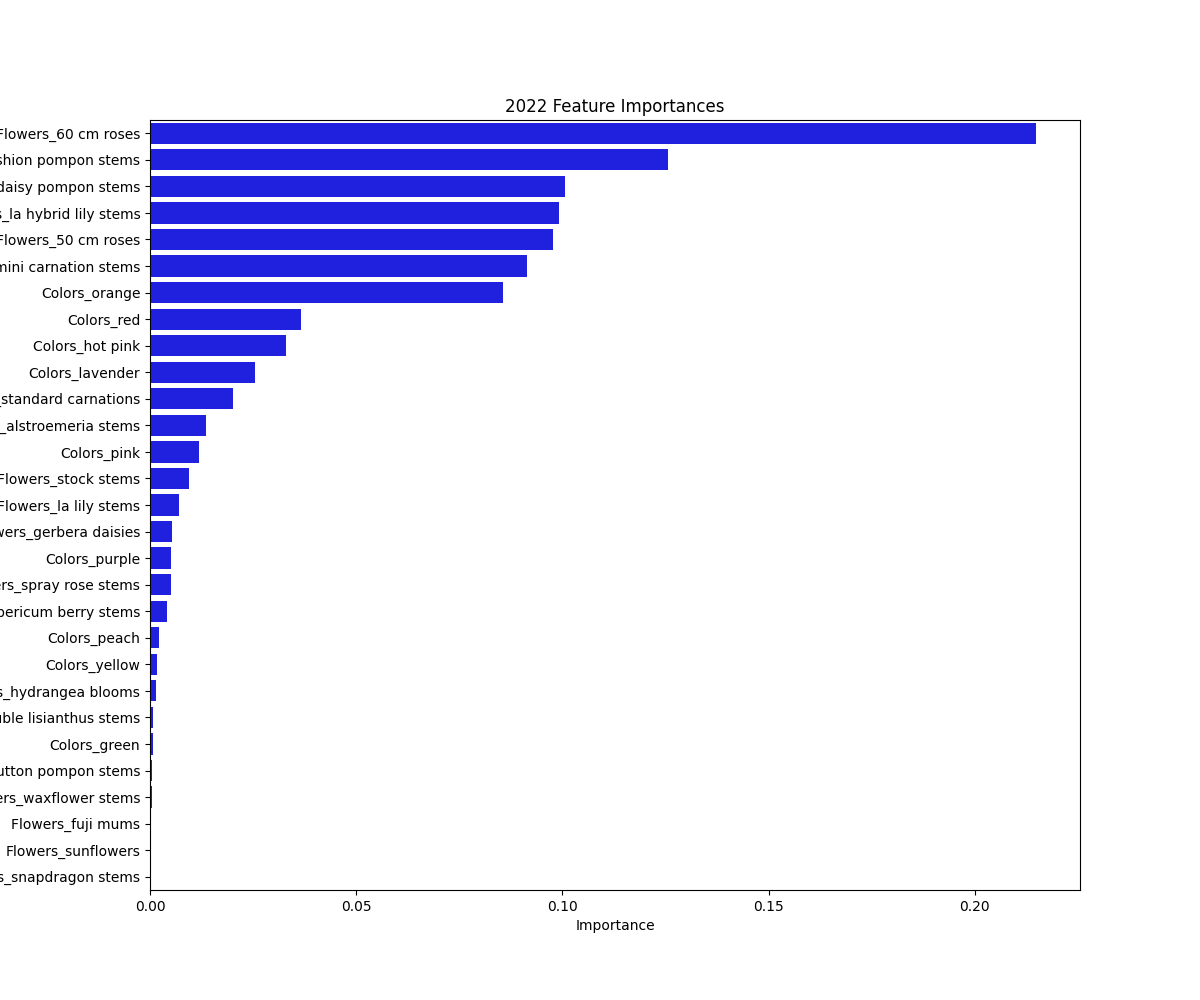 2022 Feature Importances
Flowers_60 cm roses
shion pompon stems
daisy pompon stems
s_la hybrid lily stems
Flowers_50 cm roses
mini carnation stems
Colors_orange
Colors_red
Colors_hot pink
Colors_lavender
_standard carnations
_alstroemeria stems
Colors_pink
Flowers_stock stems
Flowers_la lily stems
wers_gerbera daisies
Colors_purple
ers_spray rose stems
pericum berry stems
Colors_peach
Colors_yellow
s_hydrangea blooms
uble lisianthus stems
Colors_green
utton pompon stems
ers_waxflower stems
Flowers_fuji mums
Flowers_sunflowers
s_snapdragon stems
0.00 0.05 0.10 0.15 0.20
Importance